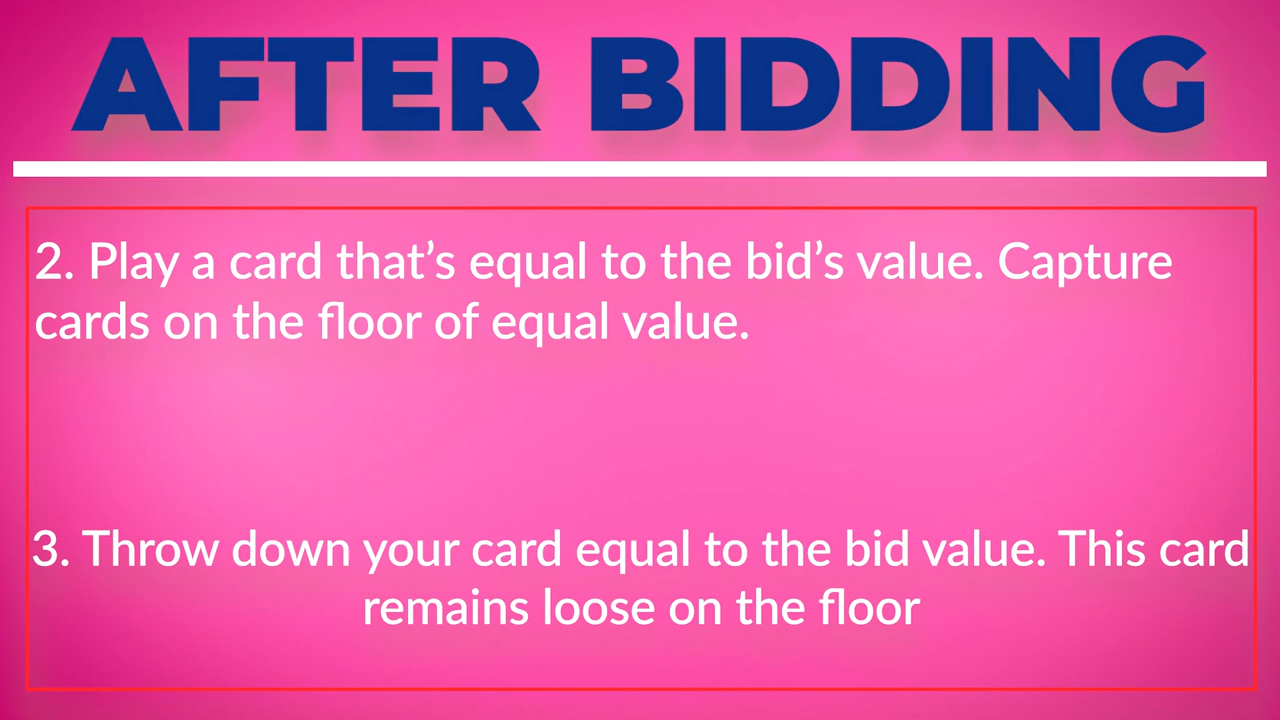 AFTER BIDDING
2. Play a card that’s equal to the bid’s value. Capture
cards on the floor of equal value.
3. Throw down your card equal to the bid value. This card
remains loose on the floor